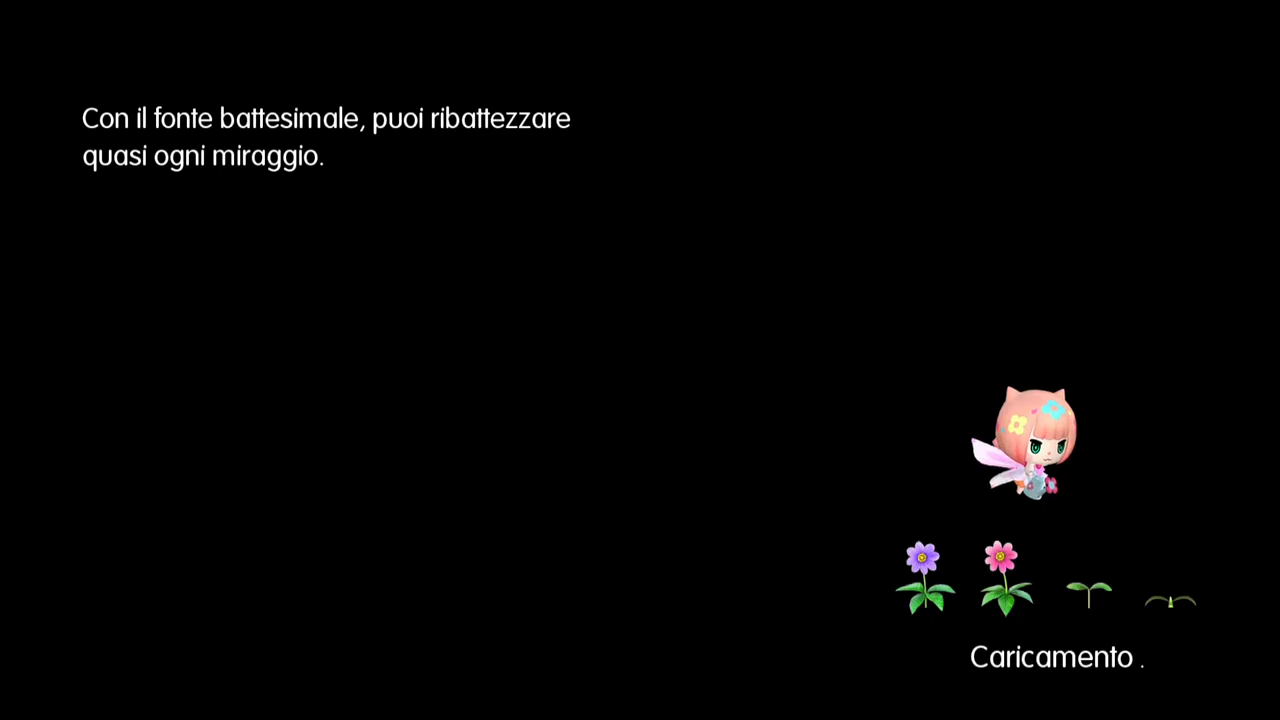 Con il fonte battesimale, puoi ribattezzare
quasi ogni miraggio.
Caricamento .